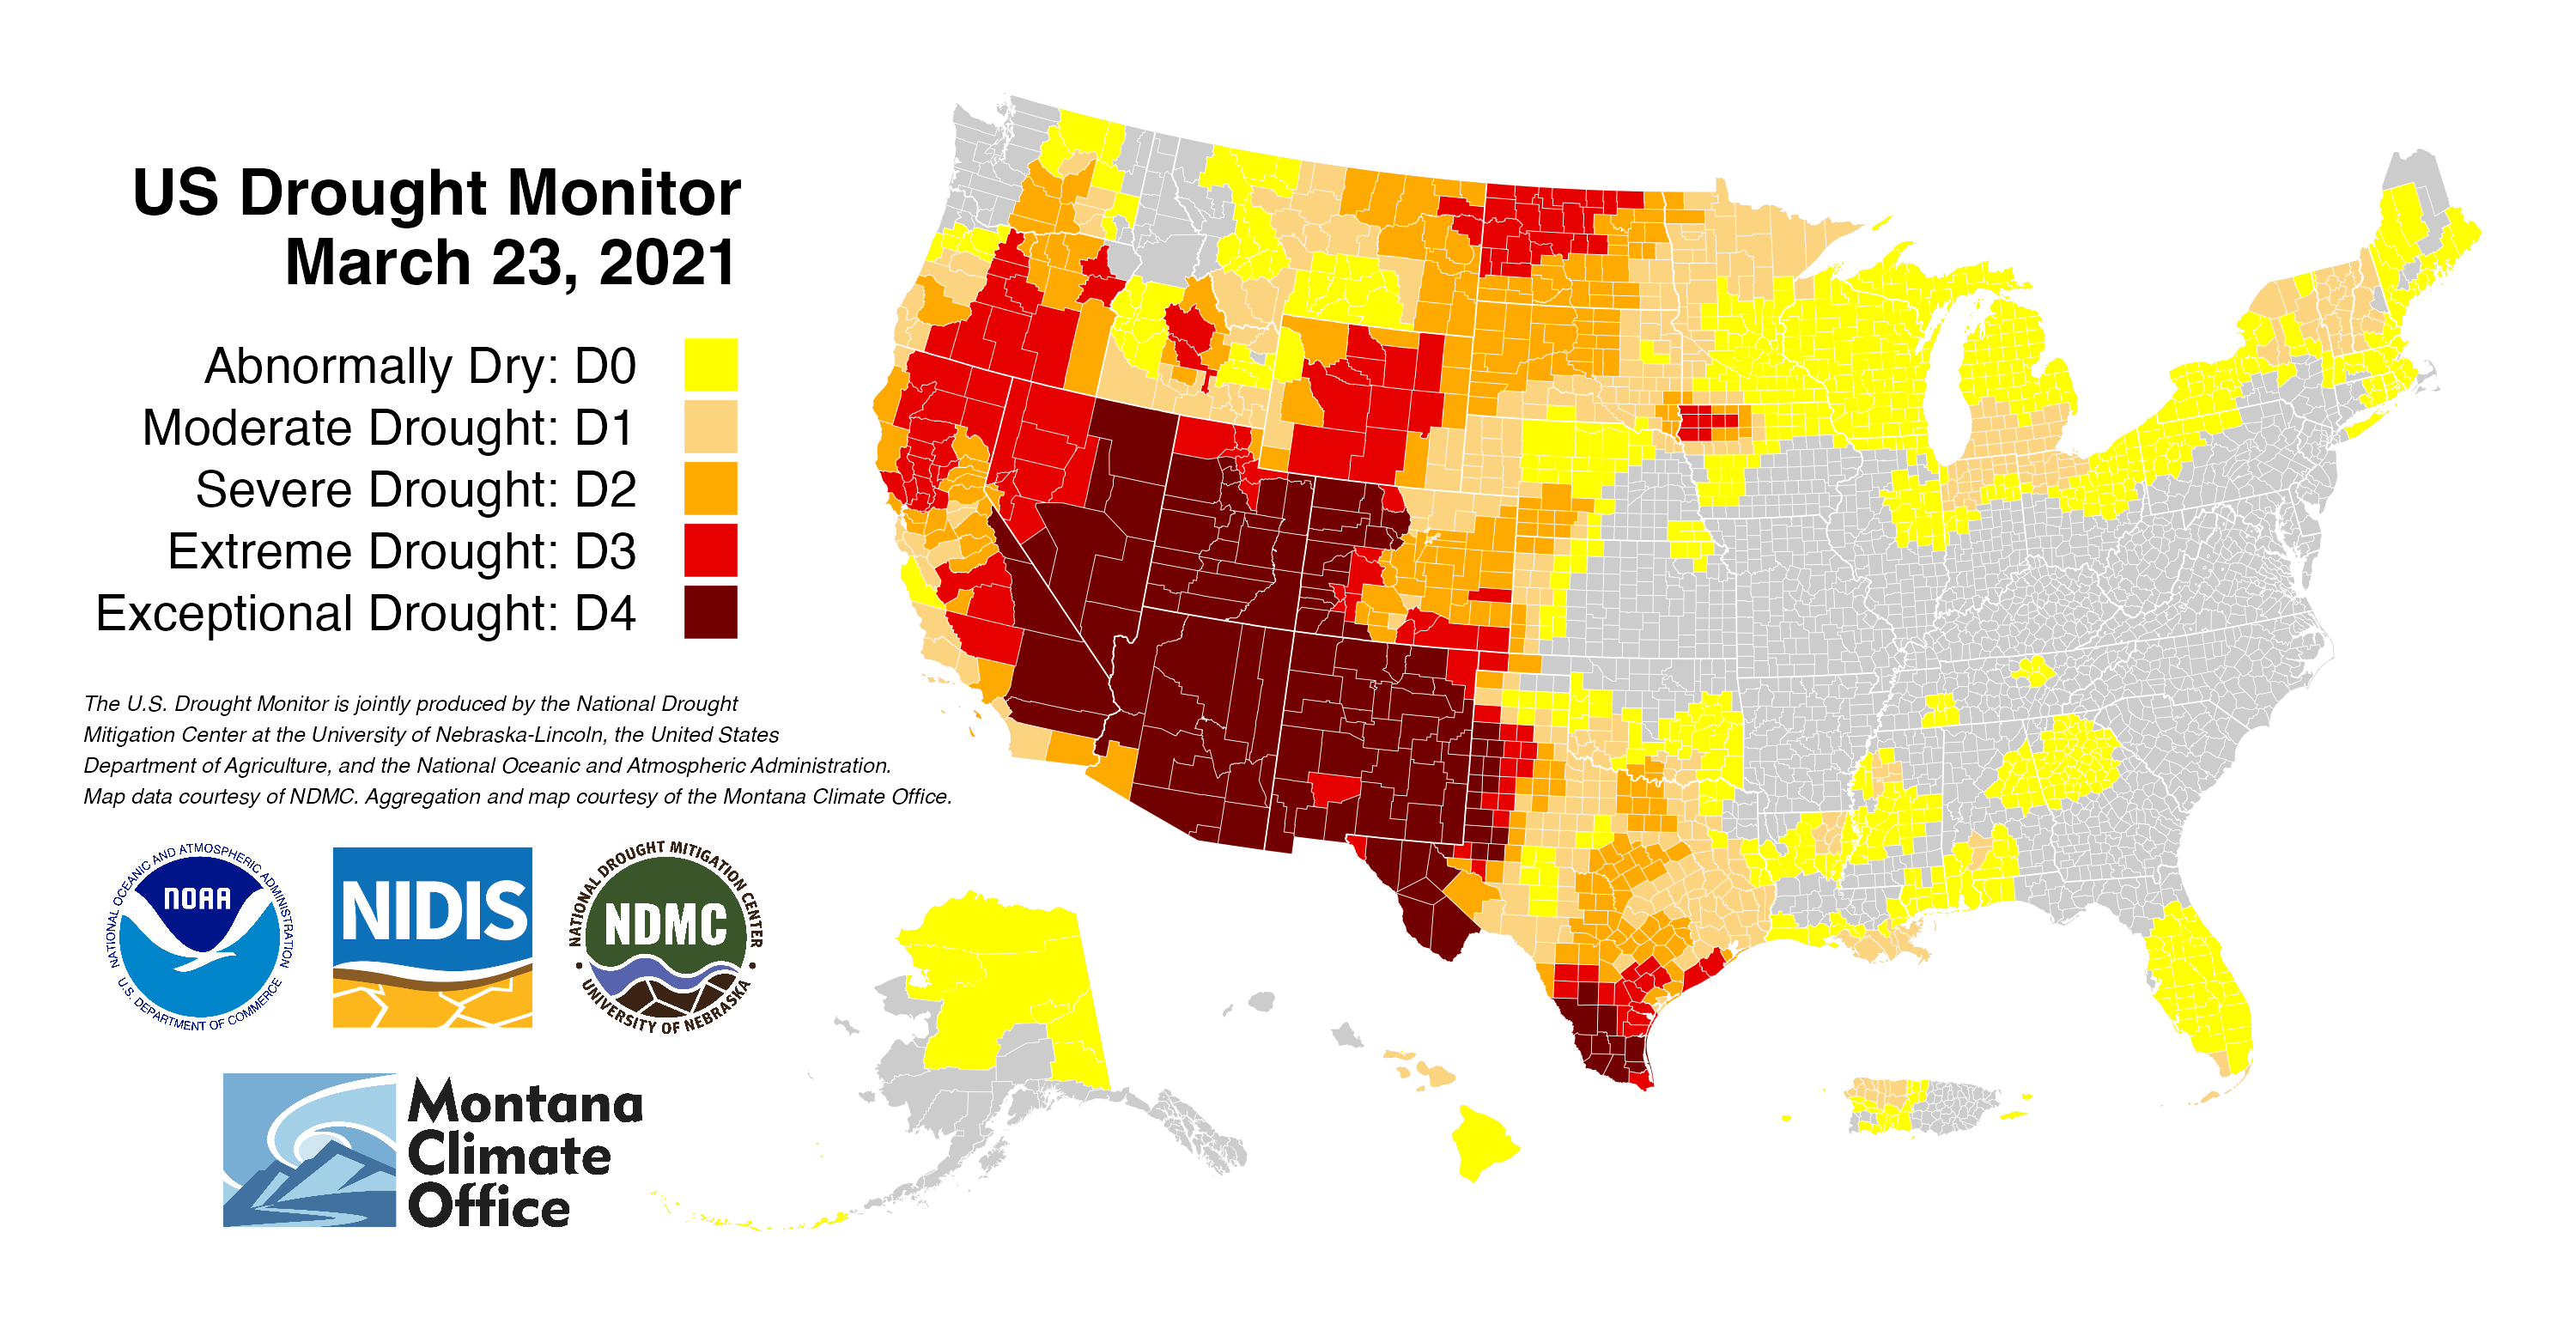 US Drought Monitor
March 23, 2021
Abnormally Dry: D0
Moderate Drought: D1
Severe Drought: D2
Extreme Drought: D3
Exceptional Drought: D4
The U.S. Drought Monitor is jointly produced by the National Drought
Mitigation Center at the University of Nebraska-Lincoln, the United States
Department of Agriculture, and the National Oceanic and Atmospheric Administration.
Map data courtesy of NDMC. Aggregation and map courtesy of the Montana Climate Office.
NATIONAL OCEANIC AND ATMOSPHERIC ADMINISTRATION
NOAA
U.S. DEPARTMENT OF COMMERCE
NIDIS
NATIONAL DROUGHT MITIGATION CENTER
NDMC
UNIVERSITY OF NEBRASKA
Montana
Climate
Office